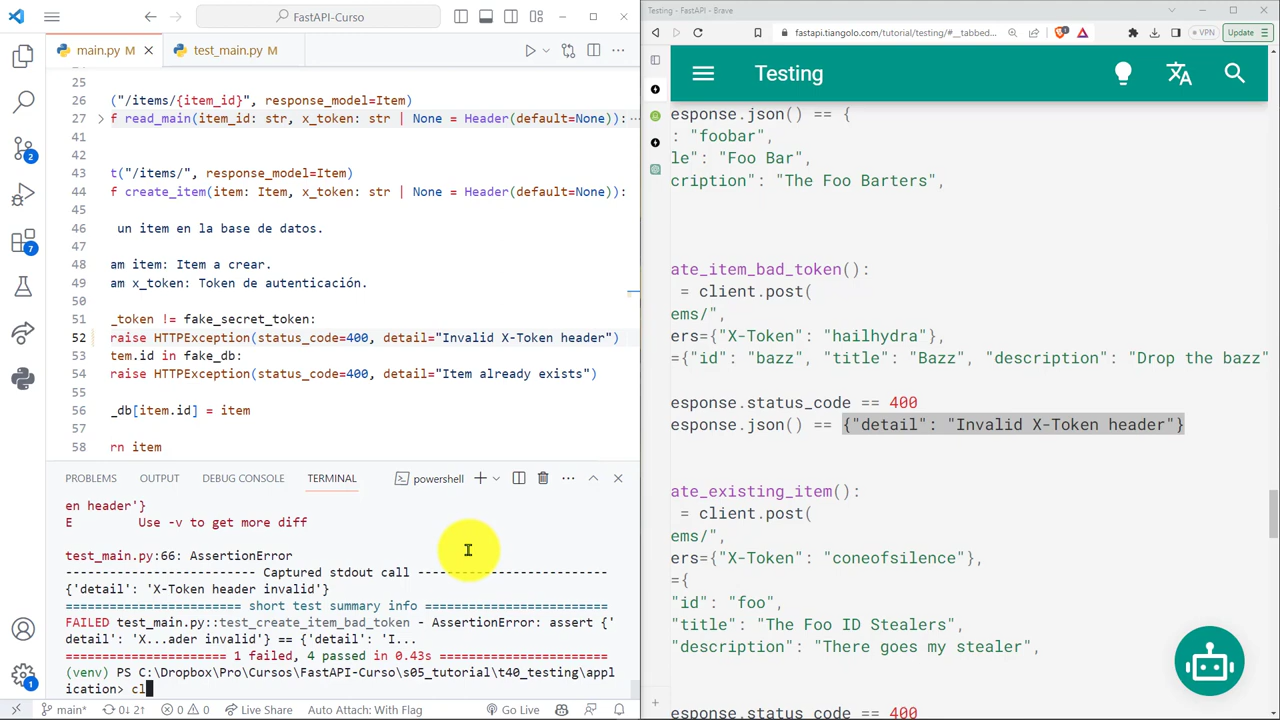 FastAPI-Curso
main.py M
test_main.py M
25
26 ("/items/{item_id}", response_model=Item)
27 f read_main(item_id: str, x_token: str | None = Header(default=None)):
41
42
43 t("/items/", response_model=Item)
44 f create_item(item: Item, x_token: str | None = Header(default=None)):
45
46 un item en la base de datos.
47
48 am item: Item a crear.
49 am x_token: Token de autenticación.
50
51 _token != fake_secret_token:
52 raise HTTPException(status_code=400, detail="Invalid X-Token header")
53 tem.id in fake_db:
54 raise HTTPException(status_code=400, detail="Item already exists")
55
56 _db[item.id] = item
57
58 rn item
PROBLEMS OUTPUT DEBUG CONSOLE TERMINAL powershell
en header'}
E Use -v to get more diff
test_main.py:66: AssertionError
-------------------------- Captured stdout call --------------------------
{'detail': 'X-Token header invalid'}
======================== short test summary info ========================
FAILED test_main.py::test_create_item_bad_token - AssertionError: assert {'
detail': 'X...ader invalid'} == {'detail': 'I...
====================== 1 failed, 4 passed in 0.43s ======================
(venv) PS C:\Dropbox\Pro\Cursos\FastAPI-Curso\s05_tutorial\t40_testing\appl
ication> cl
2
7
1
main* 0↓ 2↑ 0 0 Live Share Auto Attach: With Flag Go Live
Testing - FastAPI - Brave
fastapi.tiangolo.com/tutorial/testing/#__tabbed_
VPN
Update
Testing
esponse.json() == {
: "foobar",
le": "Foo Bar",
cription": "The Foo Barters",
ate_item_bad_token():
= client.post(
ems/",
ers={"X-Token": "hailhydra"},
={"id": "bazz", "title": "Bazz", "description": "Drop the bazz"
esponse.status_code == 400
esponse.json() == {"detail": "Invalid X-Token header"}
ate_existing_item():
= client.post(
ems/",
ers={"X-Token": "coneofsilence"},
={
"id": "foo",
"title": "The Foo ID Stealers",
"description": "There goes my stealer",
esponse.status_code == 400